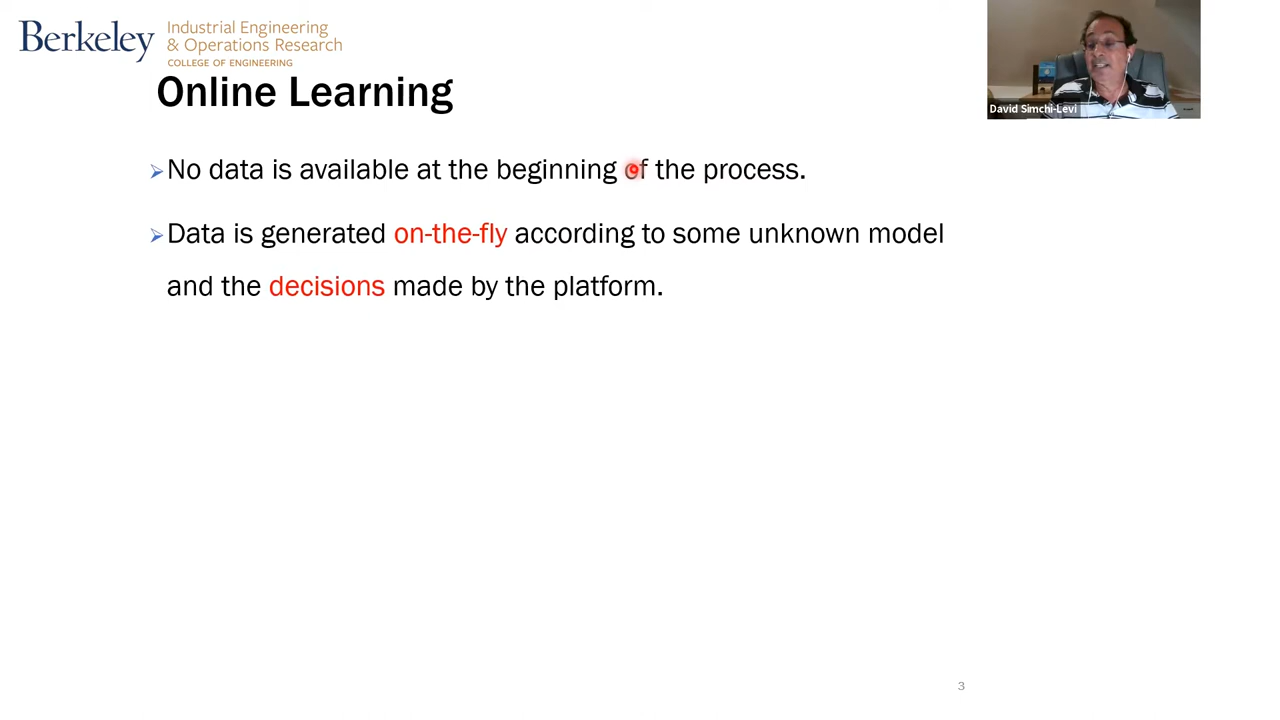 Berkeley
Industrial Engineering
& Operations Research
COLLEGE OF ENGINEERING
David Simchi-Levi
Online Learning
No data is available at the beginning of the process.
Data is generated on-the-fly according to some unknown model
and the decisions made by the platform.
3